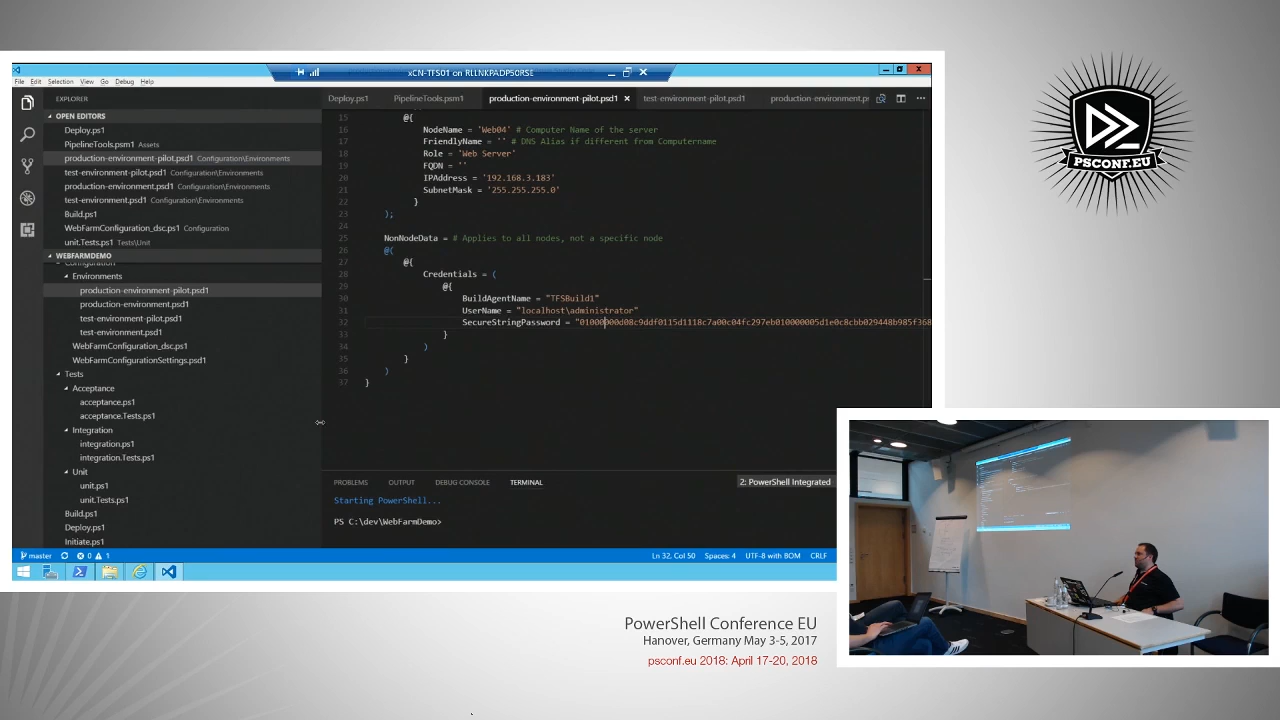 xCN-TFS01 on RLLNKPADP50RSE
File Edit Selection View Go Debug Help
EXPLORER
OPEN EDITORS
Deploy.ps1
PipelineTools.psm1 Assets
production-environment-pilot.psd1 Configuration\Environments
test-environment-pilot.psd1 Configuration\Environments
production-environment.psd1 Configuration\Environments
test-environment.psd1 Configuration\Environments
Build.ps1
WebFarmConfiguration_dsc.ps1 Configuration
unit.Tests.ps1 Tests\Unit
WEBFARMDEMO
Configuration
Environments
production-environment-pilot.psd1
production-environment.psd1
test-environment-pilot.psd1
test-environment.psd1
WebFarmConfiguration_dsc.ps1
WebFarmConfigurationSettings.psd1
Tests
Acceptance
acceptance.ps1
acceptance.Tests.ps1
Integration
integration.ps1
integration.Tests.ps1
Unit
unit.ps1
unit.Tests.ps1
Build.ps1
Deploy.ps1
Initiate.ps1
Deploy.ps1 PipelineTools.psm1 production-environment-pilot.psd1 test-environment-pilot.psd1 production-environment.p
15 @{
16 NodeName = 'Web04' # Computer Name of the server
17 FriendlyName = '' # DNS Alias if different from Computername
18 Role = 'Web Server'
19 FQDN = ''
20 IPAddress = '192.168.3.183'
21 SubnetMask = '255.255.255.0'
22 }
23 );
24
25 NonNodeData = # Applies to all nodes, not a specific node
26 @(
27 @{
28 Credentials = (
29 @{
30 BuildAgentName = "TFSBuild1"
31 UserName = "localhost\administrator"
32 SecureStringPassword = "01000000d08c9ddf0115d1118c7a00c04fc297eb010000005d1e0c8cbb029448b985f368
33 }
34 )
35 }
36 )
37 }
PROBLEMS OUTPUT DEBUG CONSOLE TERMINAL 2: PowerShell Integrated
Starting PowerShell...
PS C:\dev\WebFarmDemo>
master 0 1 Ln 32, Col 50 Spaces: 4 UTF-8 with BOM CRLF
PSCONF.EU
PowerShell Conference EU
Hanover, Germany May 3-5, 2017
psconf.eu 2018: April 17-20, 2018